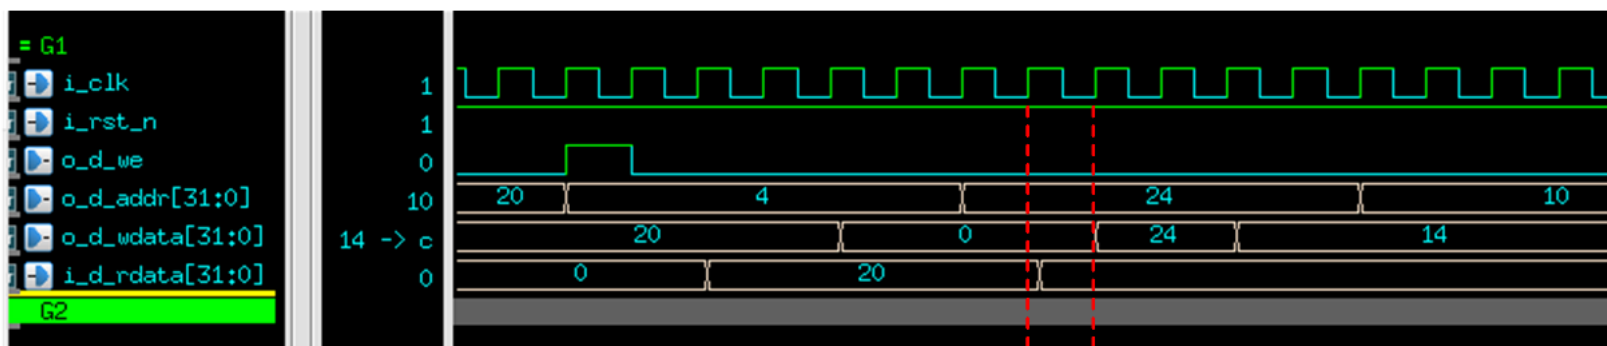 = G1
i_clk 1
i_rst_n 1
o_d_we 0
o_d_addr[31:0] 10 20 4 24 10
o_d_wdata[31:0] 14 -> c 20 0 24 14
i_d_rdata[31:0] 0 0 20
G2